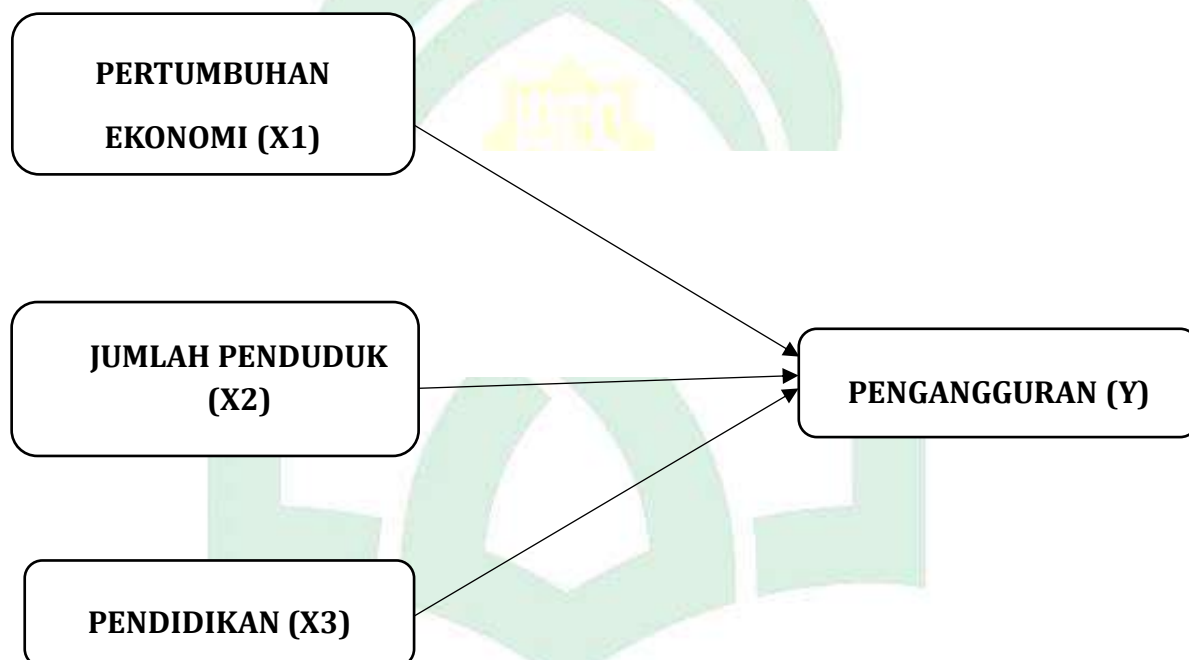 PERTUMBUHAN
EKONOMI (X1)
JUMLAH PENDUDUK
(X2)
PENGANGGURAN (Y)
PENDIDIKAN (X3)